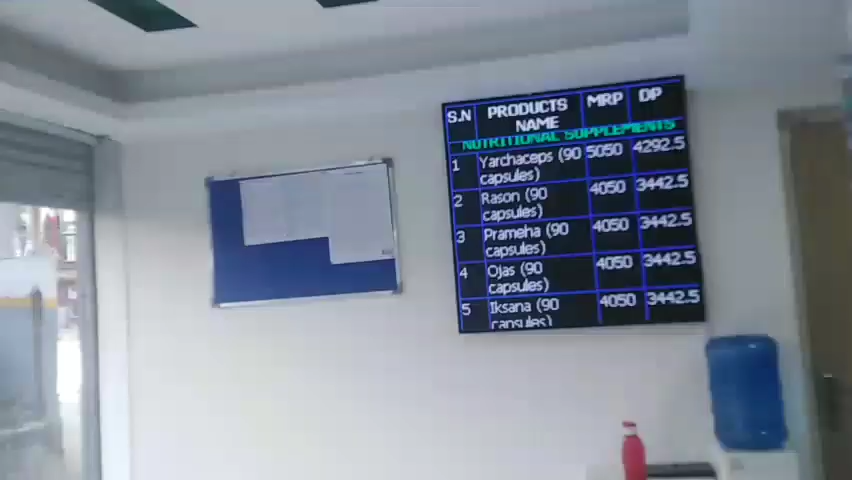 S.N PRODUCTS NAME MRP DP
NUTRITIONAL SUPPLEMENTS
1 Yarchaceps (90 capsules) 5050 4292.5
2 Rason (90 capsules) 4050 3442.5
3 Prameha (90 capsules) 4050 3442.5
4 Ojas (90 capsules) 4050 3442.5
5 Iksana (90 capsules) 4050 3442.5